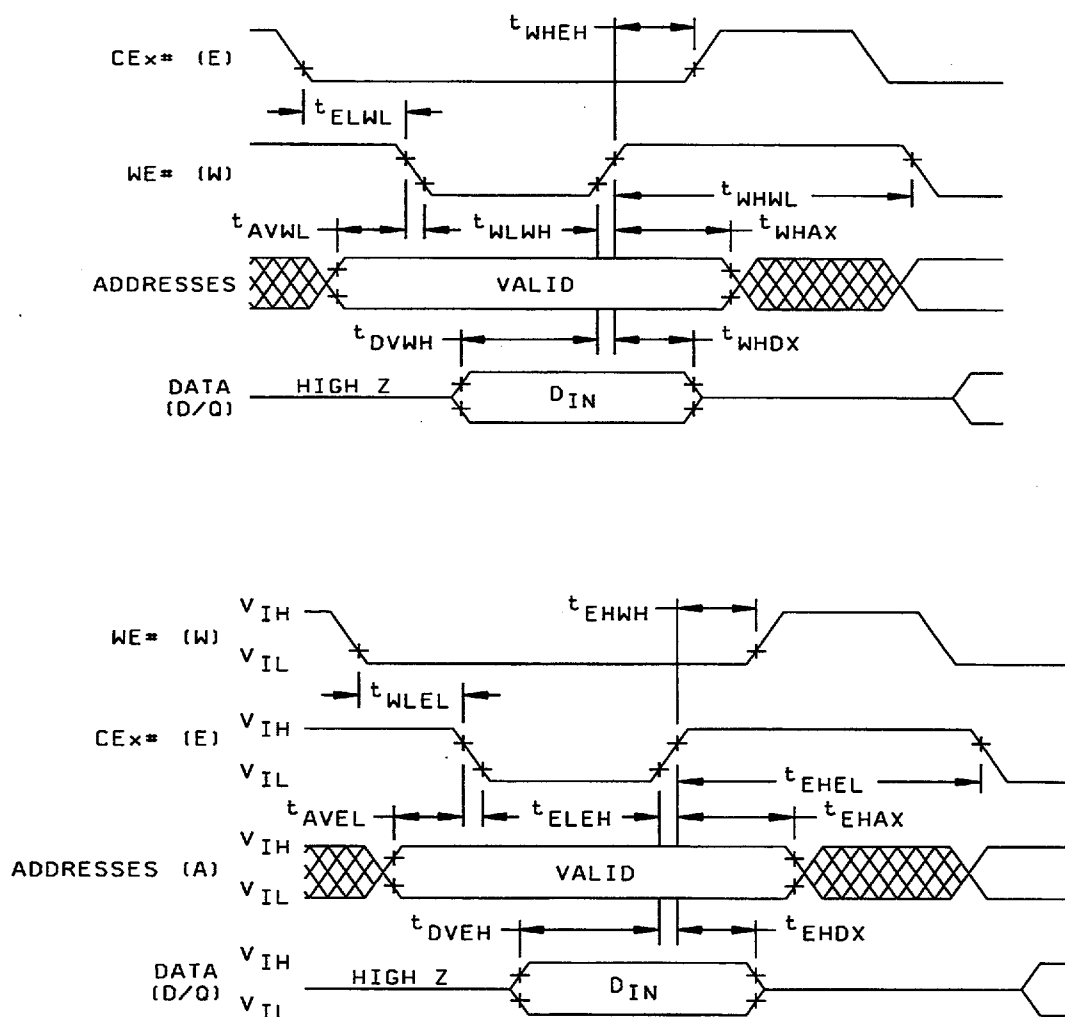 tWHEH
CEx# (E)
tELWL
WE# (W)
tWHWL
tAVWL
tWLWH
tWHAX
ADDRESSES
VALID
tDVWH
tWHDX
DATA
(D/Q)
HIGH Z
DIN
VIH
tEHWH
WE# (W)
VIL
tWLEL
VIH
CEx# (E)
VIL
tEHEL
tAVEL
tELEH
tEHAX
VIH
ADDRESSES (A)
VALID
VIL
tDVEH
tEHDX
VIH
DATA
(D/Q)
HIGH Z
DIN
VIL